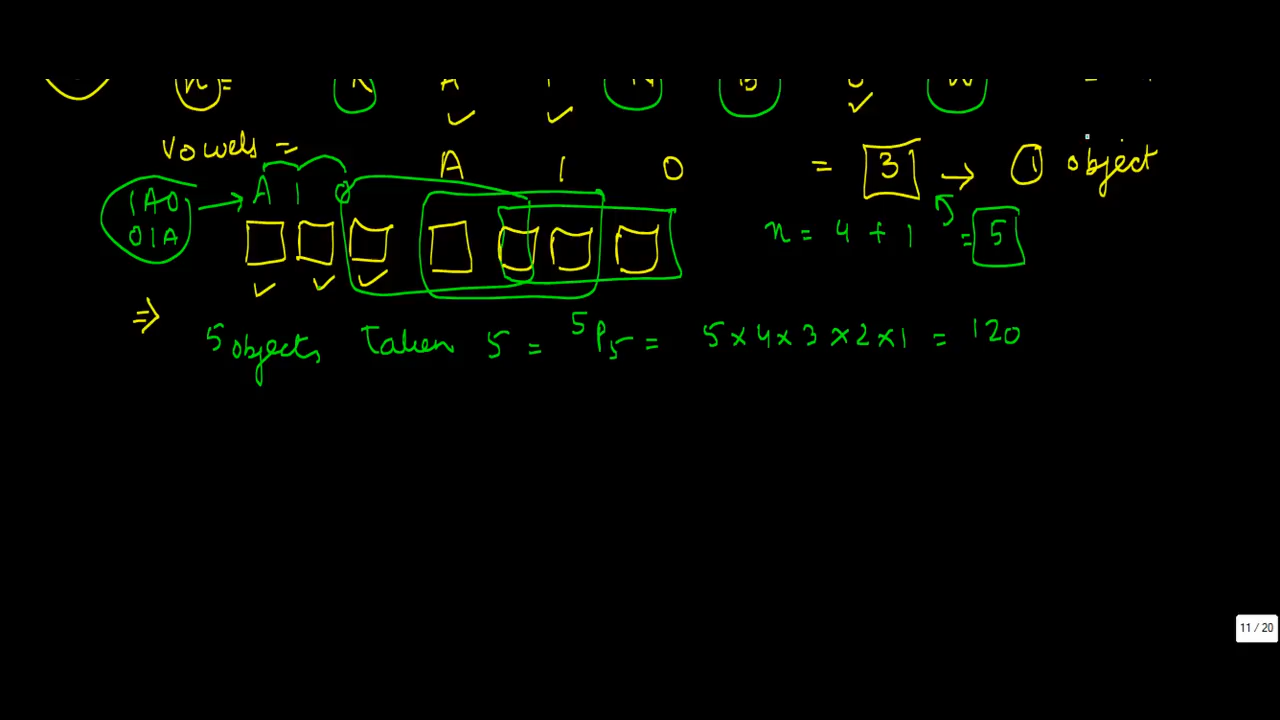 vowels = A I O = 3 → 1 object
IAO → A I O
OIA
n = 4 + 1 = 5
⇒ 5 objects Taken 5 = ⁵P₅ = 5 × 4 × 3 × 2 × 1 = 120
11 / 20